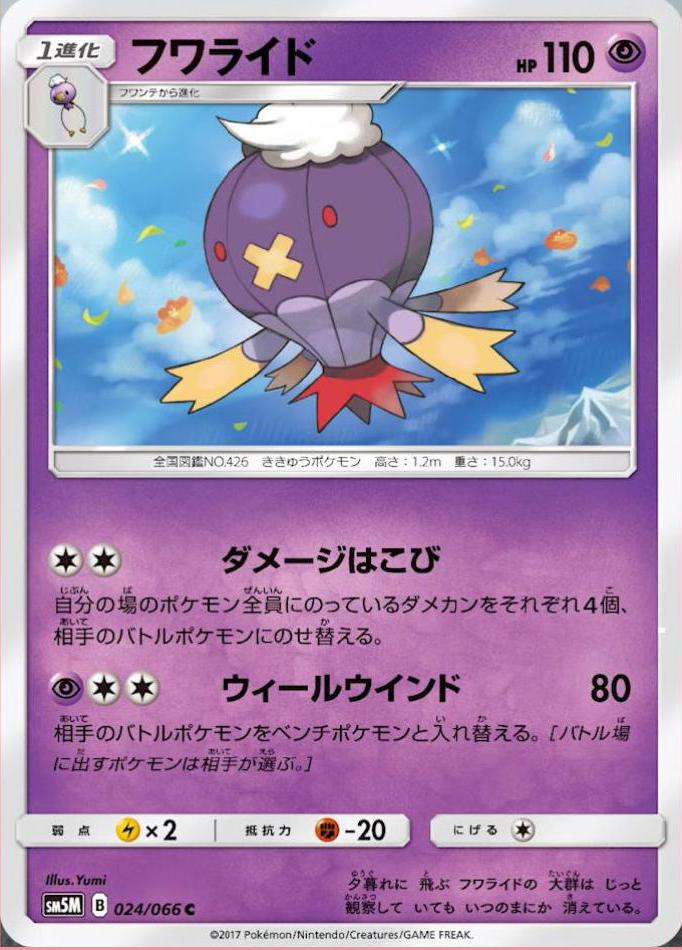 1進化 フワライド HP 110
フワンテから進化
全国図鑑NO.426 ききゅうポケモン 高さ:1.2m 重さ:15.0kg
ダメージはこび
自分の場のポケモン全員にのっているダメカンをそれぞれ4個、
相手のバトルポケモンにのせ替える。
ウィールウインド 80
相手のバトルポケモンをベンチポケモンと入れ替える。[バトル場
に出すポケモンは相手が選ぶ。]
弱点 ×2 抵抗力 -20 にげる
Illus.Yumi
SM5M B 024/066 C
夕暮れに 飛ぶ フワライドの 大群は じっと
観察して いても いつのまにか 消えている。
©2017 Pokémon/Nintendo/Creatures/GAME FREAK.